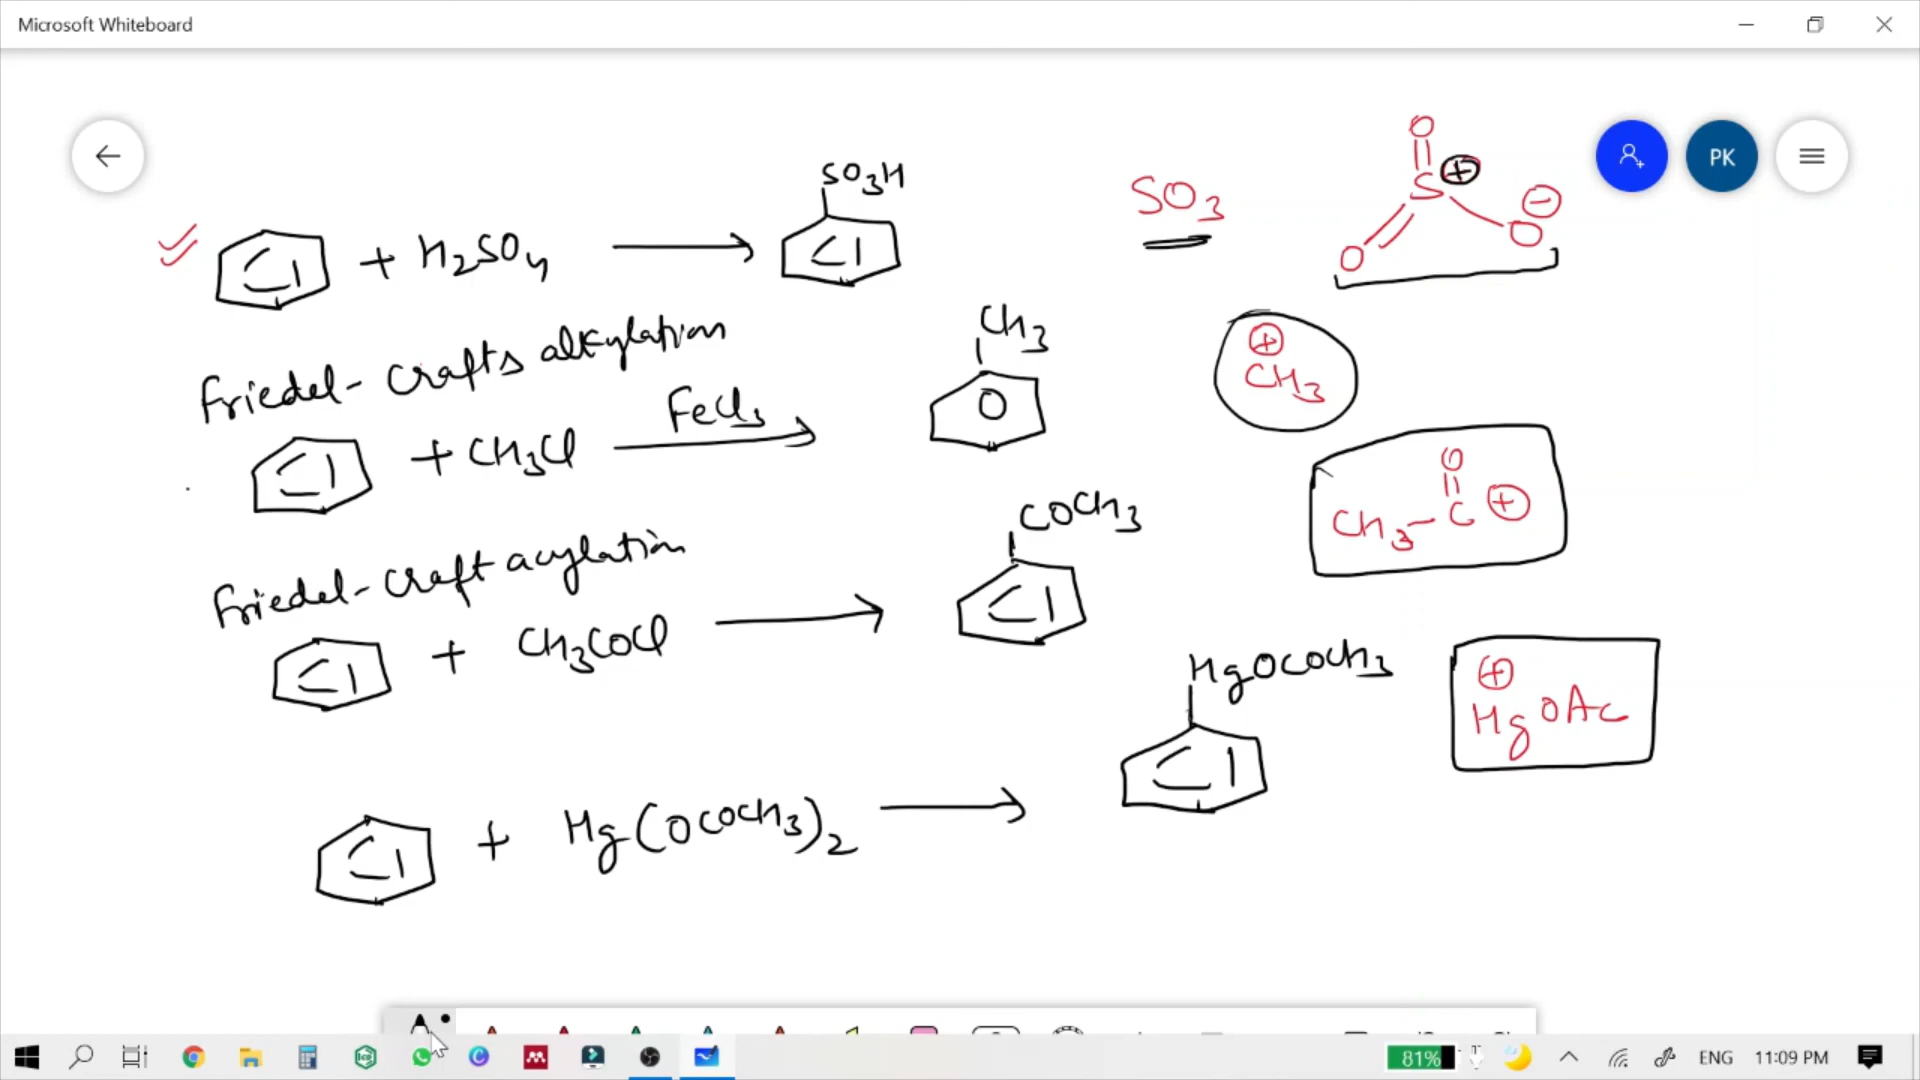 Microsoft Whiteboard
PK
SO3H
+ H2SO4
SO3
O
S +
O O −
Friedel- Crafts alkylation
CH3
+ CH3Cl FeCl3
+
CH3
Friedel- Craft acylation
COCH3
O
CH3-C +
+ CH3COCl
HgOCOCH3
+
HgOAc
+ Hg(OCOCH3)2
81%
ENG
11:09 PM